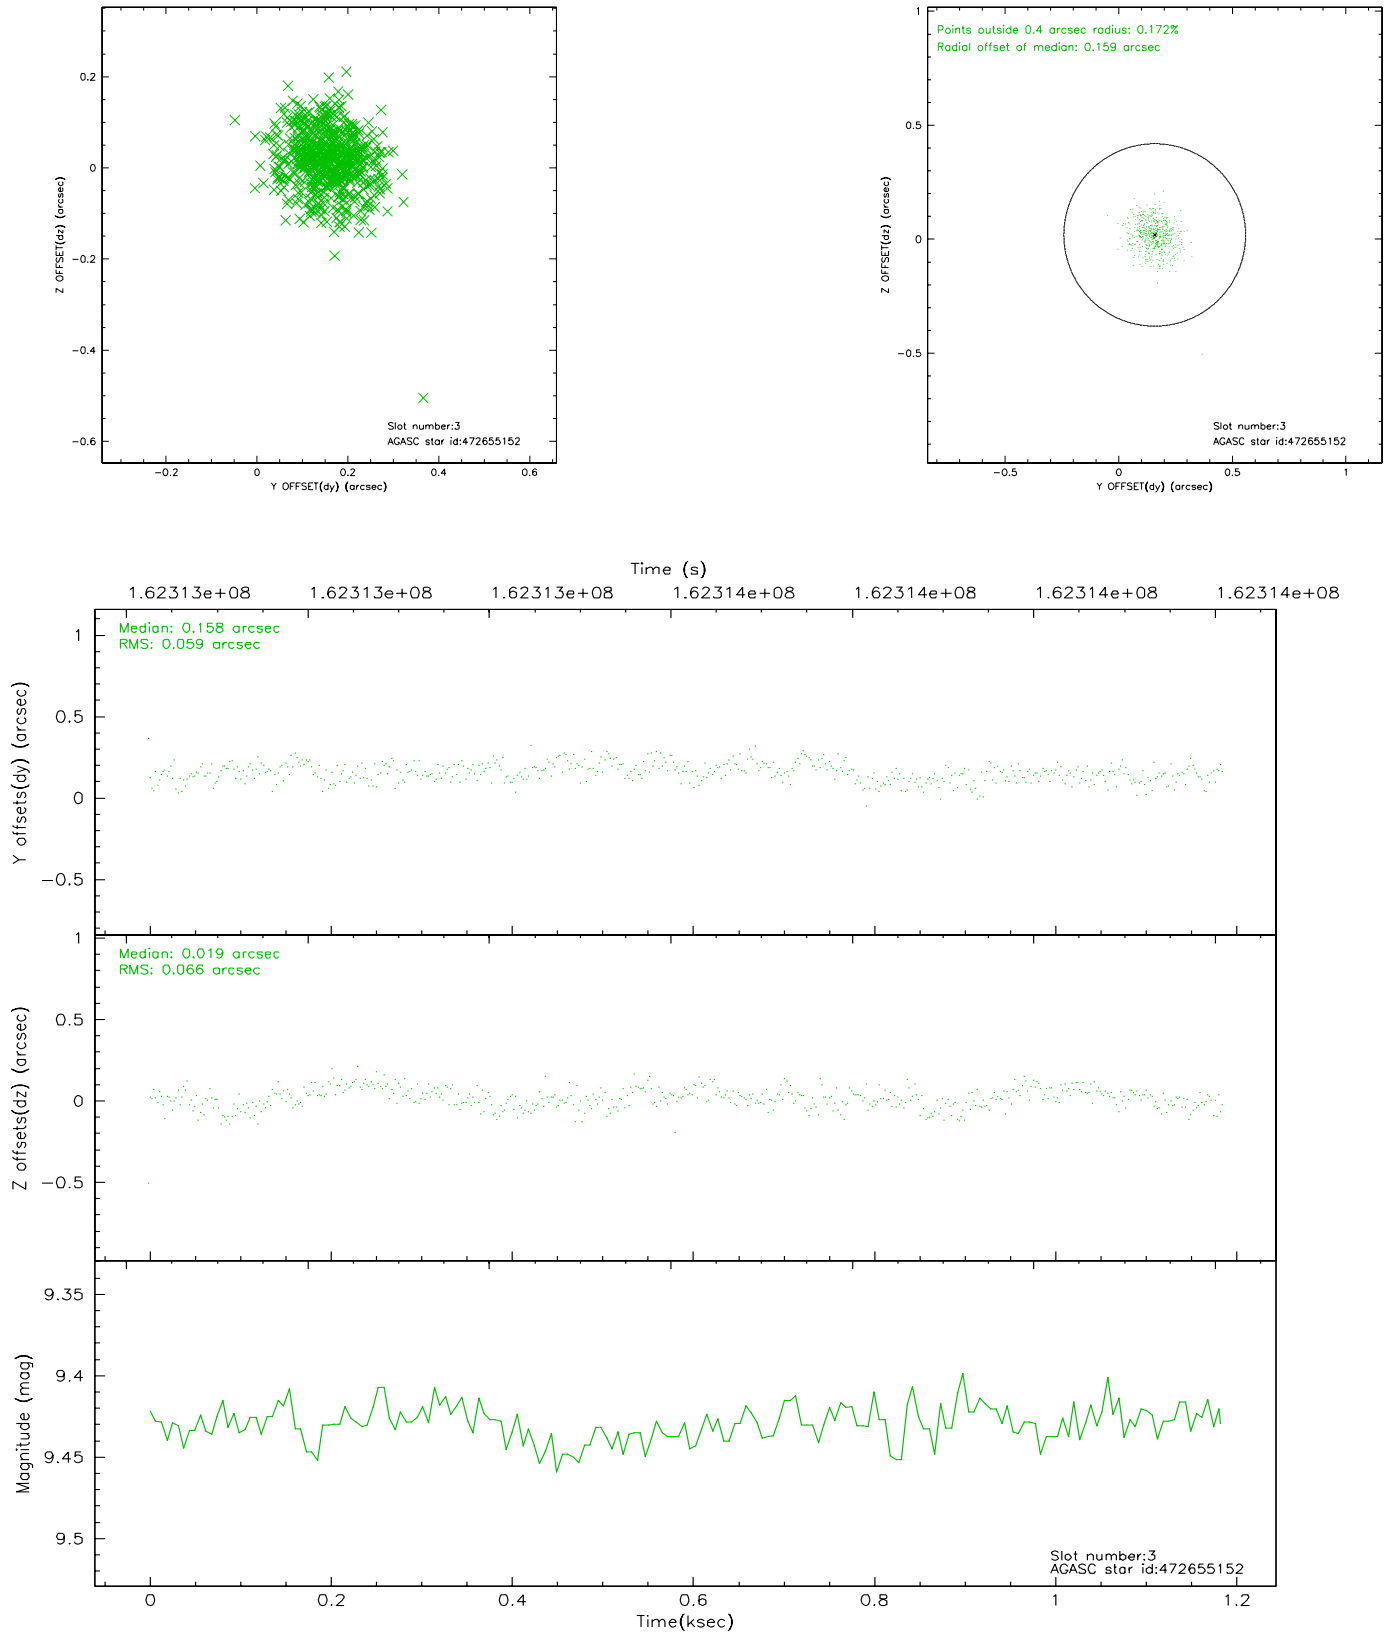 0.2
0
−0.2
−0.4
−0.6
Z OFFSET(dz) (arcsec)
Slot number:3
AGASC star id:472655152
−0.2 0 0.2 0.4 0.6
Y OFFSET(dy) (arcsec)
Points outside 0.4 arcsec radius: 0.172%
Radial offset of median: 0.159 arcsec
1
0.5
0
−0.5
Z OFFSET(dz) (arcsec)
Slot number:3
AGASC star id:472655152
−0.5 0 0.5 1
Y OFFSET(dy) (arcsec)
Time (s)
1.62313e+08 1.62313e+08 1.62313e+08 1.62314e+08 1.62314e+08 1.62314e+08 1.62314e+08
Median: 0.158 arcsec
RMS: 0.059 arcsec
1
0.5
0
−0.5
Y offsets(dy) (arcsec)
Median: 0.019 arcsec
RMS: 0.066 arcsec
1
0.5
0
−0.5
Z offsets(dz) (arcsec)
9.35
9.4
9.45
9.5
Magnitude (mag)
Slot number:3
AGASC star id:472655152
0 0.2 0.4 0.6 0.8 1 1.2
Time(ksec)